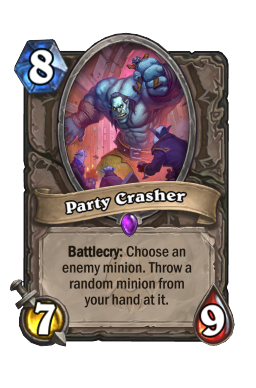 8
Party Crasher
Battlecry: Choose an
enemy minion. Throw a
random minion from
your hand at it.
7
9